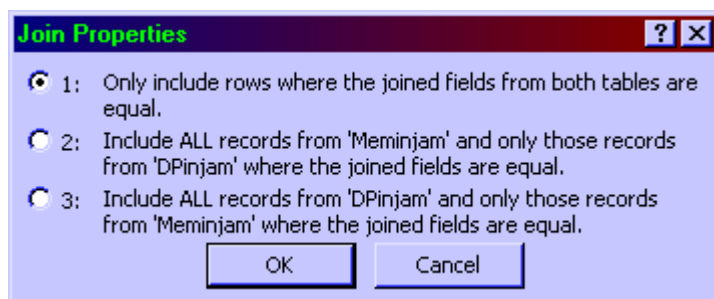 Join Properties
1: Only include rows where the joined fields from both tables are
equal.
2: Include ALL records from 'Meminjam' and only those records
from 'DPinjam' where the joined fields are equal.
3: Include ALL records from 'DPinjam' and only those records
from 'Meminjam' where the joined fields are equal.
OK Cancel